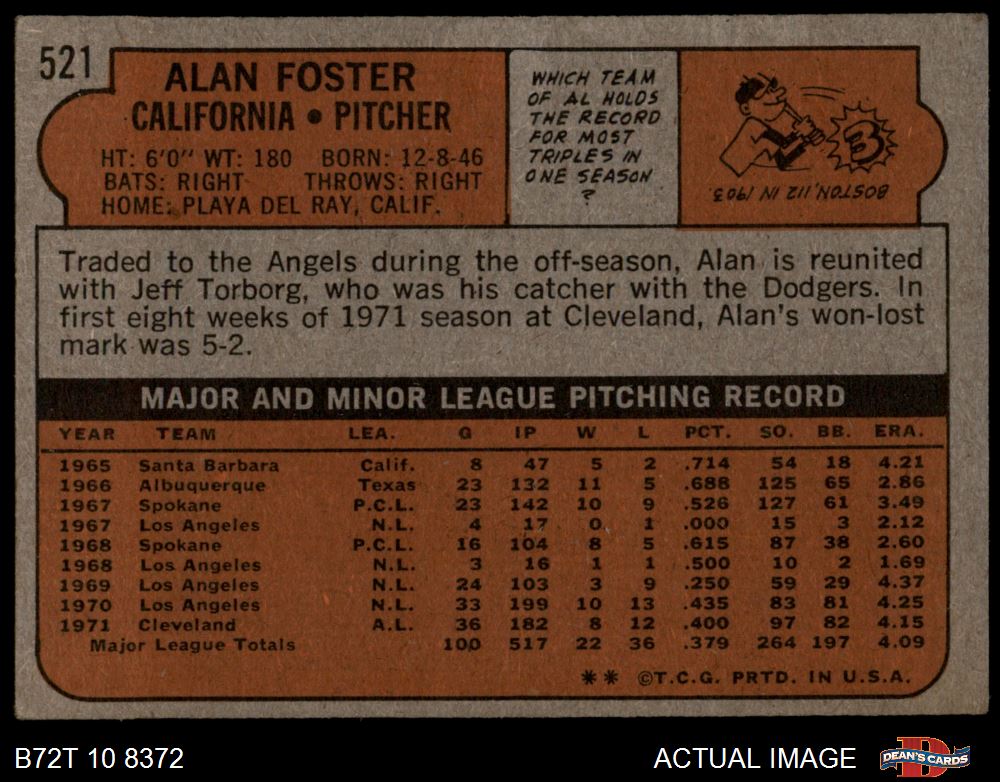 521
ALAN FOSTER
CALIFORNIA • PITCHER
HT: 6'0" WT: 180 BORN: 12-8-46
BATS: RIGHT THROWS: RIGHT
HOME: PLAYA DEL RAY, CALIF.
WHICH TEAM
OF AL HOLDS
THE RECORD
FOR MOST
TRIPLES IN
ONE SEASON
?
3
BOSTON, 112 IN 1903.
Traded to the Angels during the off-season, Alan is reunited
with Jeff Torborg, who was his catcher with the Dodgers. In
first eight weeks of 1971 season at Cleveland, Alan's won-lost
mark was 5-2.
MAJOR AND MINOR LEAGUE PITCHING RECORD
YEAR TEAM LEA. G IP W L PCT. SO. BB. ERA.
1965 Santa Barbara Calif. 8 47 5 2 .714 54 18 4.21
1966 Albuquerque Texas 23 132 11 5 .688 125 65 2.86
1967 Spokane P.C.L. 23 142 10 9 .526 127 61 3.49
1967 Los Angeles N.L. 4 17 0 1 .000 15 3 2.12
1968 Spokane P.C.L. 16 104 8 5 .615 87 38 2.60
1968 Los Angeles N.L. 3 16 1 1 .500 10 2 1.69
1969 Los Angeles N.L. 24 103 3 9 .250 59 29 4.37
1970 Los Angeles N.L. 33 199 10 13 .435 83 81 4.25
1971 Cleveland A.L. 36 182 8 12 .400 97 82 4.15
Major League Totals 100 517 22 36 .379 264 197 4.09
** ©T.C.G. PRTD. IN U.S.A.
B72T 10 8372
ACTUAL IMAGE
DEAN'S CARDS